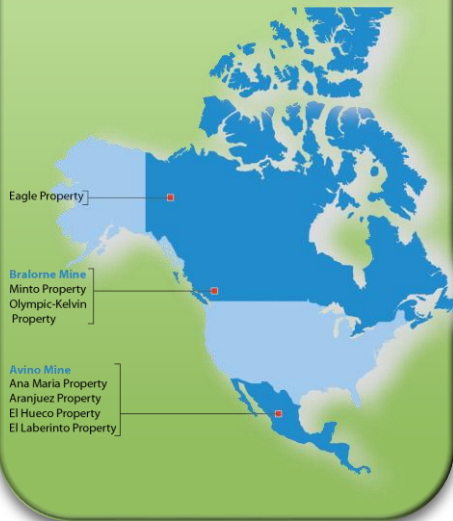 Eagle Property
Bralorne Mine
Minto Property
Olympic-Kelvin
Property
Avino Mine
Ana Maria Property
Aranjuez Property
El Hueco Property
El Laberinto Property